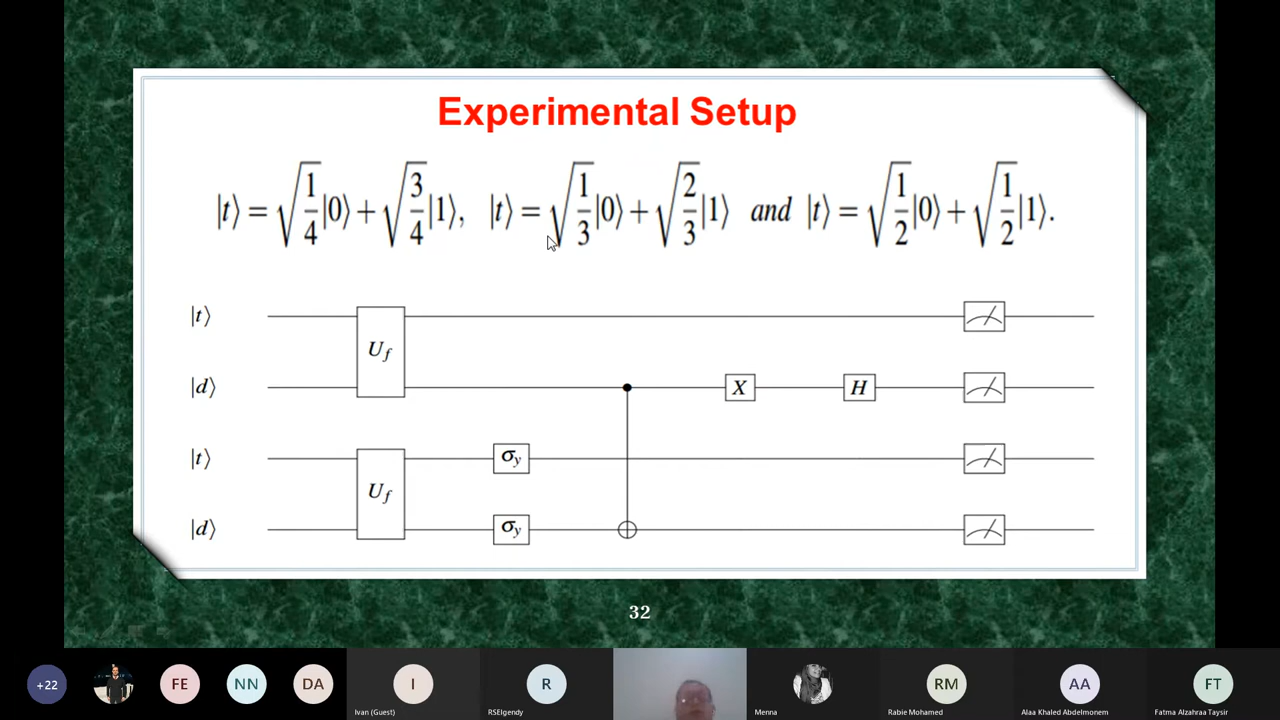 Experimental Setup
|t⟩ = √(1/4)|0⟩ + √(3/4)|1⟩, |t⟩ = √(1/3)|0⟩ + √(2/3)|1⟩ and |t⟩ = √(1/2)|0⟩ + √(1/2)|1⟩.
|t⟩
U_f
|d⟩
X
H
|t⟩
σ_y
U_f
|d⟩
σ_y
32
+22
FE
NN
DA
I
R
RM
AA
FT
Ivan (Guest)
RSElgendy
Menna
Rabie Mohamed
Alaa Khaled Abdelmonem
Fatma Alzahraa Taysir